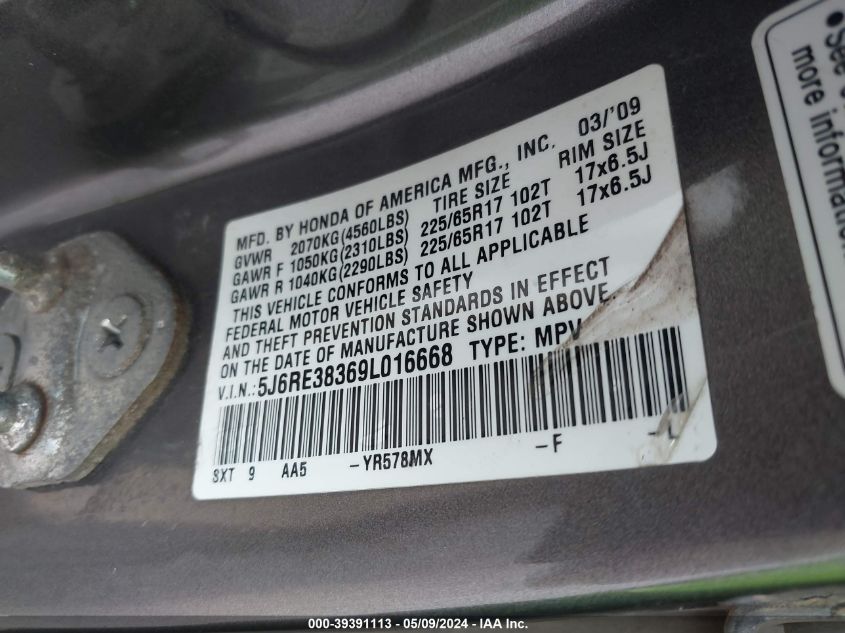 MFD. BY HONDA OF AMERICA MFG., INC. 03/'09
TIRE SIZE RIM SIZE
GVWR 2070KG(4560LBS)
GAWR F 1050KG(2310LBS) 225/65R17 102T 17x6.5J
GAWR R 1040KG(2290LBS) 225/65R17 102T 17x6.5J
THIS VEHICLE CONFORMS TO ALL APPLICABLE
FEDERAL MOTOR VEHICLE SAFETY
AND THEFT PREVENTION STANDARDS IN EFFECT
ON THE DATE OF MANUFACTURE SHOWN ABOVE.
V.I.N.: 5J6RE38369L016668 TYPE: MPV
SXT 9 AA5 -YR578MX -F -L
•See
more information
000-39391113 - 05/09/2024 - IAA Inc.